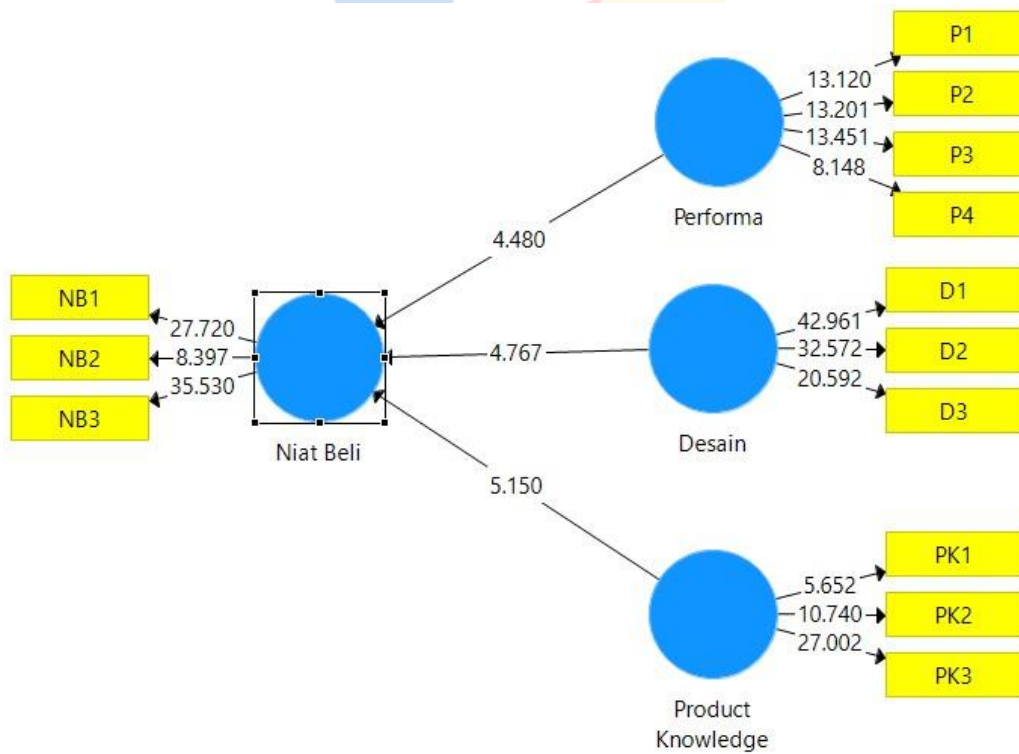 P1
13.120
P2
13.201
P3
13.451
P4
8.148
Performa
4.480
NB1
27.720
NB2
8.397
NB3
35.530
Niat Beli
4.767
D1
42.961
D2
32.572
D3
20.592
Desain
5.150
PK1
5.652
PK2
10.740
PK3
27.002
Product
Knowledge